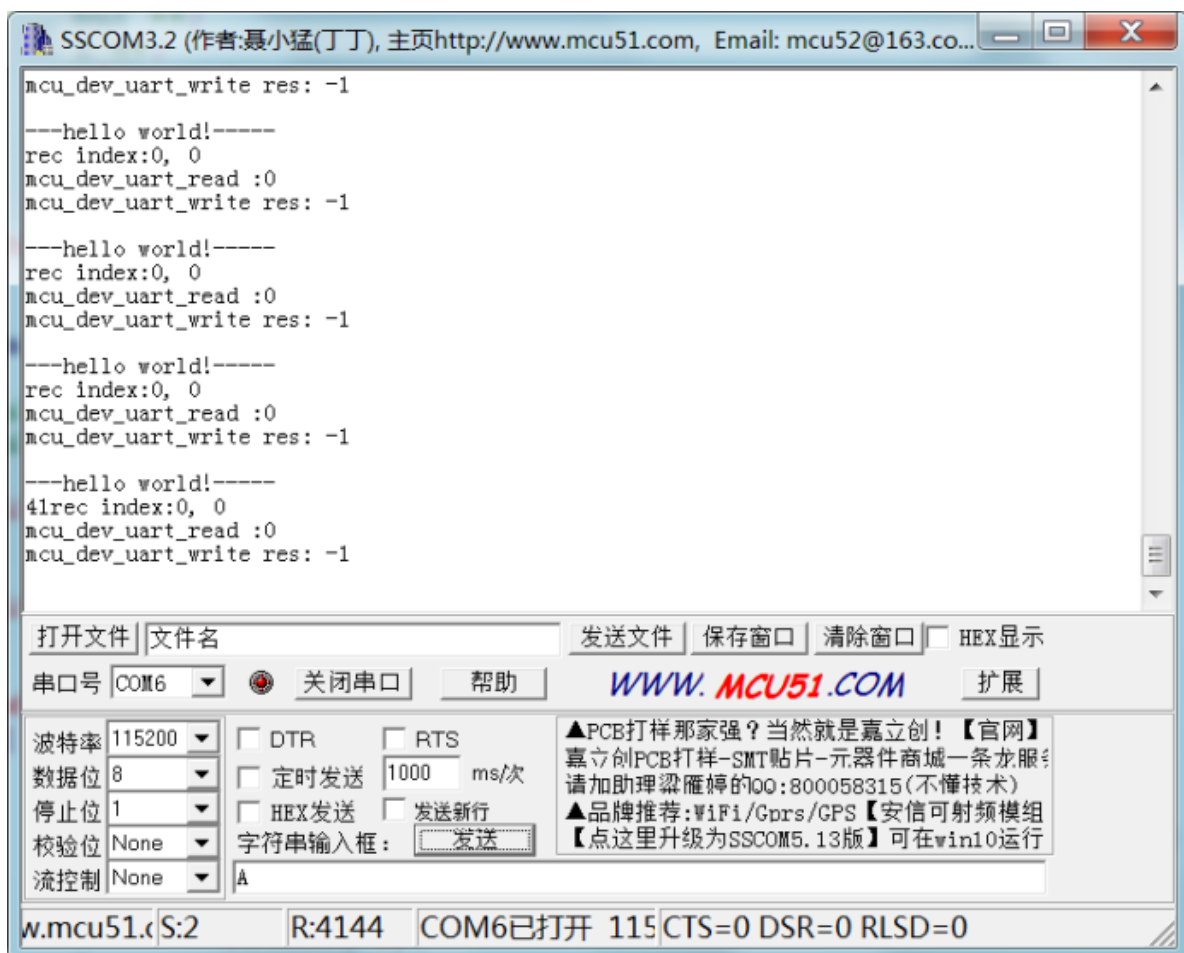 SSCOM3.2 (作者:聂小猛(丁丁), 主页http://www.mcu51.com, Email: mcu52@163.co...
mcu_dev_uart_write res: -1
---hello world!-----
rec index:0, 0
mcu_dev_uart_read :0
mcu_dev_uart_write res: -1
---hello world!-----
rec index:0, 0
mcu_dev_uart_read :0
mcu_dev_uart_write res: -1
---hello world!-----
rec index:0, 0
mcu_dev_uart_read :0
mcu_dev_uart_write res: -1
---hello world!-----
41rec index:0, 0
mcu_dev_uart_read :0
mcu_dev_uart_write res: -1
打开文件 文件名 发送文件 保存窗口 清除窗口 HEX显示
串口号 COM6 关闭串口 帮助 WWW. MCU51.COM 扩展
波特率 115200 DTR RTS
数据位 8 定时发送 1000 ms/次
停止位 1 HEX发送 发送新行
校验位 None 字符串输入框： 发送
流控制 None A
▲PCB打样那家强？当然就是嘉立创！【官网】
嘉立创PCB打样-SMT贴片-元器件商城一条龙服
请加助理梁雁婷的QQ:800058315(不懂技术)
▲品牌推荐:WiFi/Gprs/GPS【安信可射频模组
【点这里升级为SSCOM5.13版】可在win10运行
w.mcu51.c S:2 R:4144 COM6已打开 115 CTS=0 DSR=0 RLSD=0